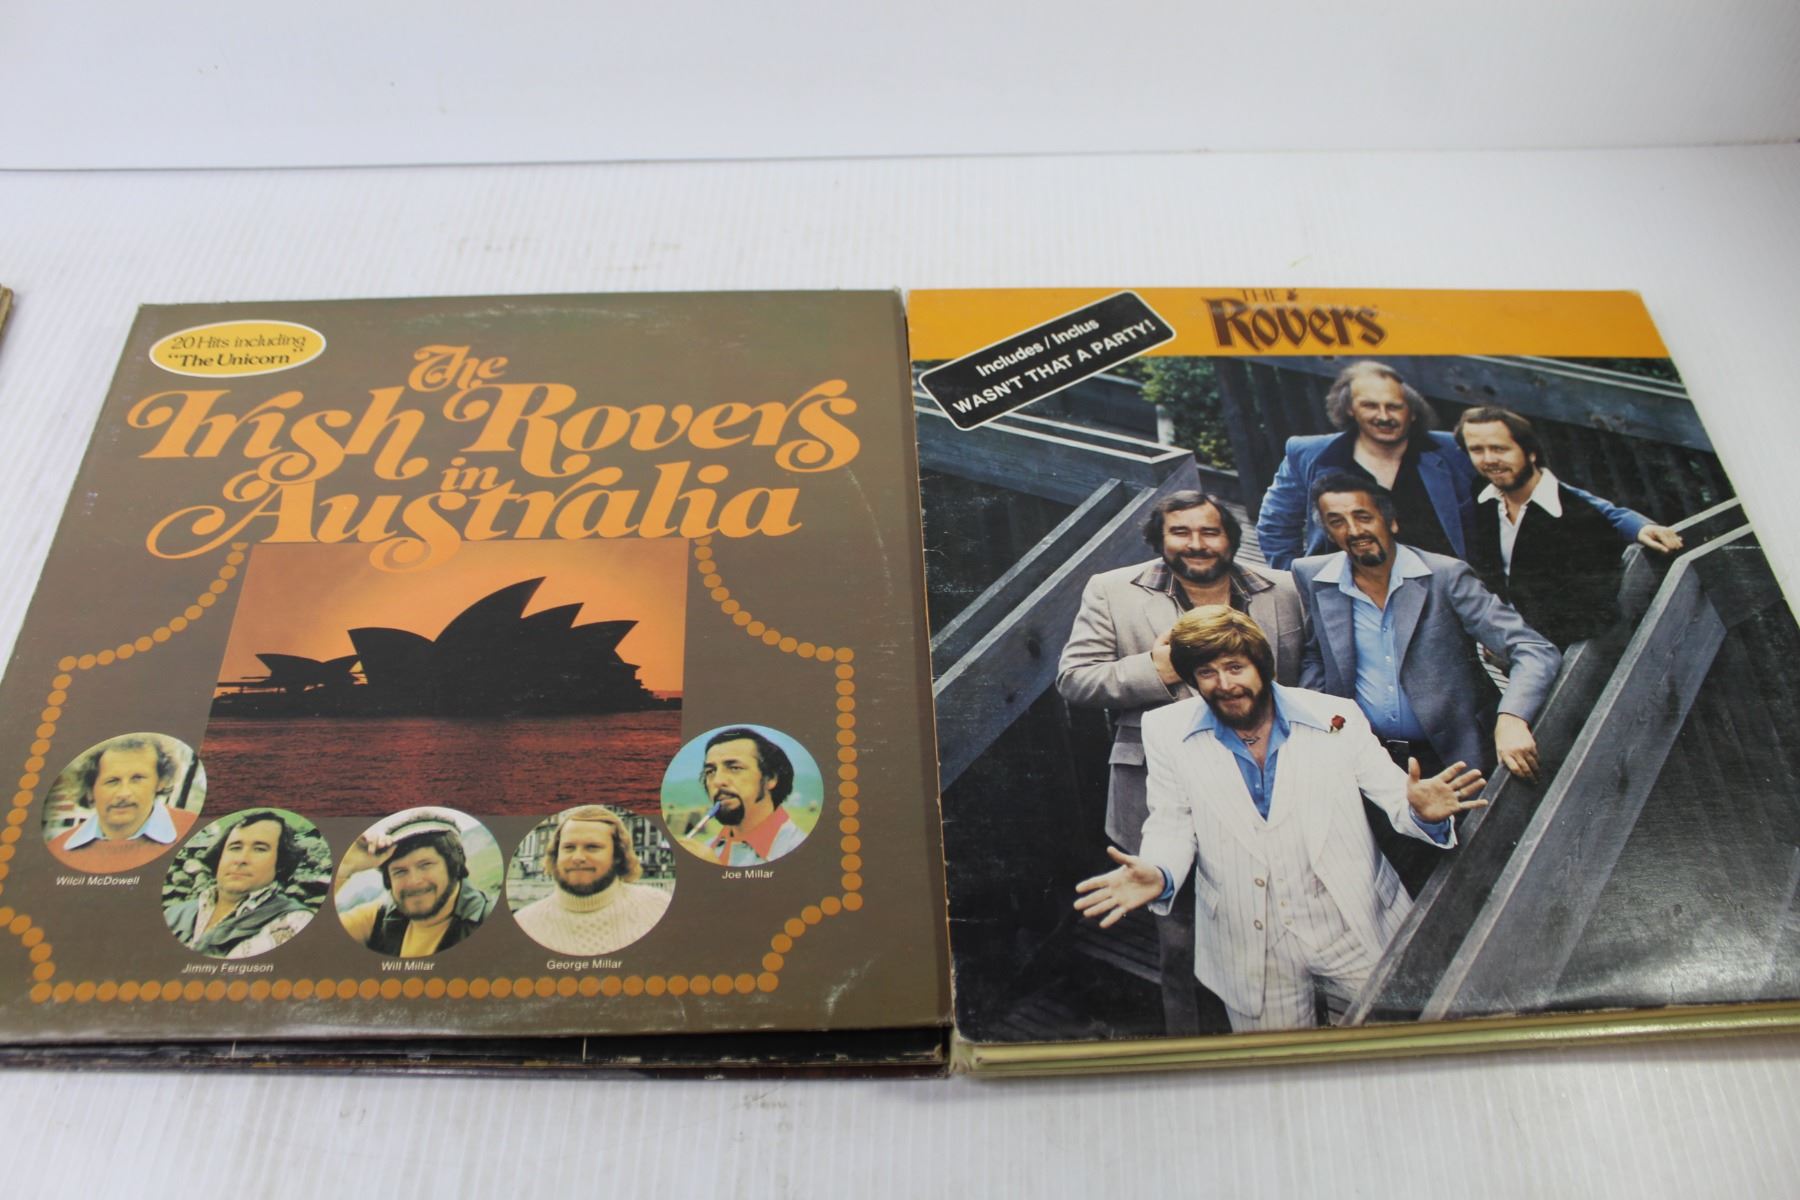 20 Hits including
"The Unicorn"
The
Irish Rovers
in
Australia
Wilcil McDowell
Jimmy Ferguson
Will Millar
George Millar
Joe Millar
THE
Rovers
Includes / Inclus
WASN'T THAT A PARTY!